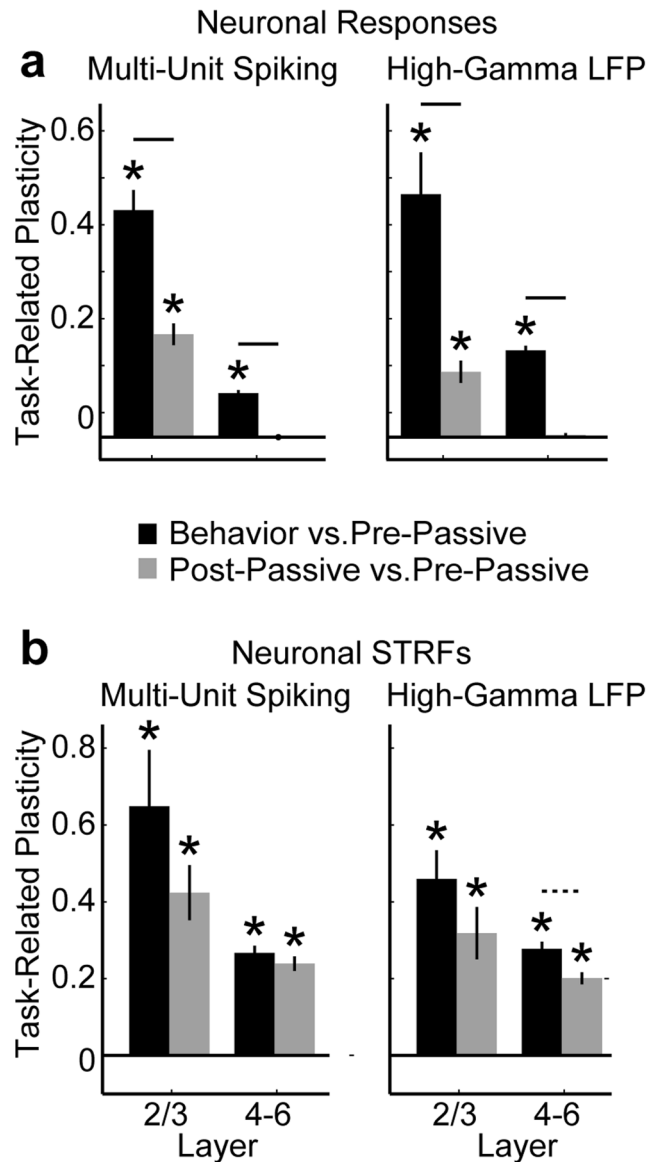 Neuronal Responses
a
Multi-Unit Spiking
High-Gamma LFP
Task-Related Plasticity
0.6
0.4
0.2
0
*
*
*
*
*
*
Behavior vs.Pre-Passive
Post-Passive vs.Pre-Passive
b
Neuronal STRFs
Multi-Unit Spiking
High-Gamma LFP
Task-Related Plasticity
0.8
0.6
0.4
0.2
0
*
*
*
*
*
*
*
*
2/3
4-6
2/3
4-6
Layer
Layer